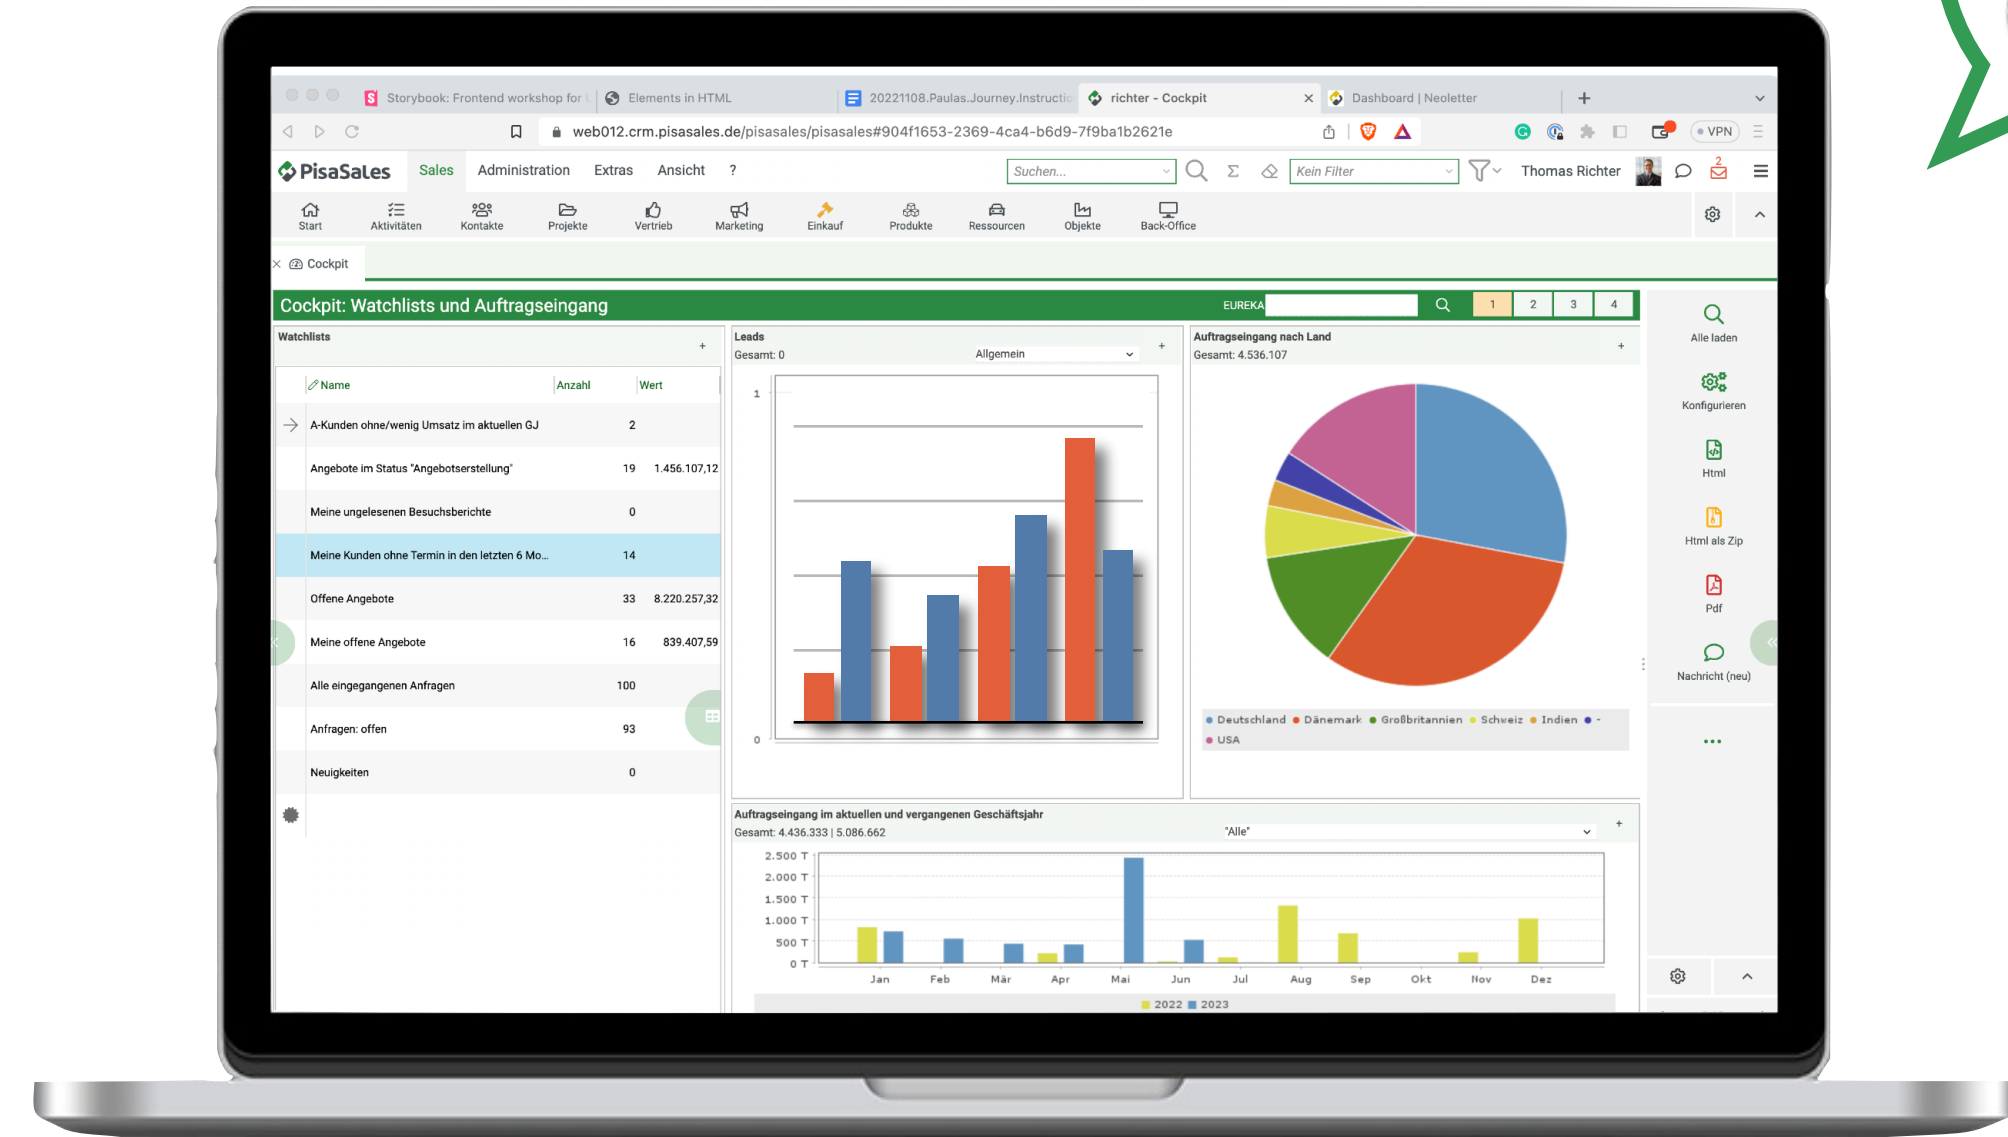 Storybook: Frontend workshop for
Elements in HTML
20221108.Paulas.Journey.Instructio
richter - Cockpit
Dashboard | Neoletter
web012.crm.pisasales.de/pisasales/pisasales#904f1653-2369-4ca4-b6d9-7f9ba1b2621e
VPN
PisaSales
Sales
Administration
Extras
Ansicht
?
Suchen...
Σ
Kein Filter
Thomas Richter
2
Start
Aktivitäten
Kontakte
Projekte
Vertrieb
Marketing
Einkauf
Produkte
Ressourcen
Objekte
Back-Office
Cockpit
Cockpit: Watchlists und Auftragseingang
EUREKA
1 2 3 4
Watchlists
Name Anzahl Wert
A-Kunden ohne/wenig Umsatz im aktuellen GJ 2
Angebote im Status "Angebotserstellung" 19 1.456.107,12
Meine ungelesenen Besuchsberichte 0
Meine Kunden ohne Termin in den letzten 6 Mo... 14
Offene Angebote 33 8.220.257,32
Meine offene Angebote 16 839.407,59
Alle eingegangenen Anfragen 100
Anfragen: offen 93
Neuigkeiten 0
Leads
Gesamt: 0
Allgemein
1
0
Auftragseingang nach Land
Gesamt: 4.536.107
Deutschland Dänemark Großbritannien Schweiz Indien -
USA
Auftragseingang im aktuellen und vergangenen Geschäftsjahr
Gesamt: 4.436.333 | 5.086.662
"Alle"
2.500 T
2.000 T
1.500 T
1.000 T
500 T
0 T
Jan Feb Mär Apr Mai Jun Jul Aug Sep Okt Nov Dez
2022 2023
Alle laden
Konfigurieren
Html
Html als Zip
Pdf
Nachricht (neu)